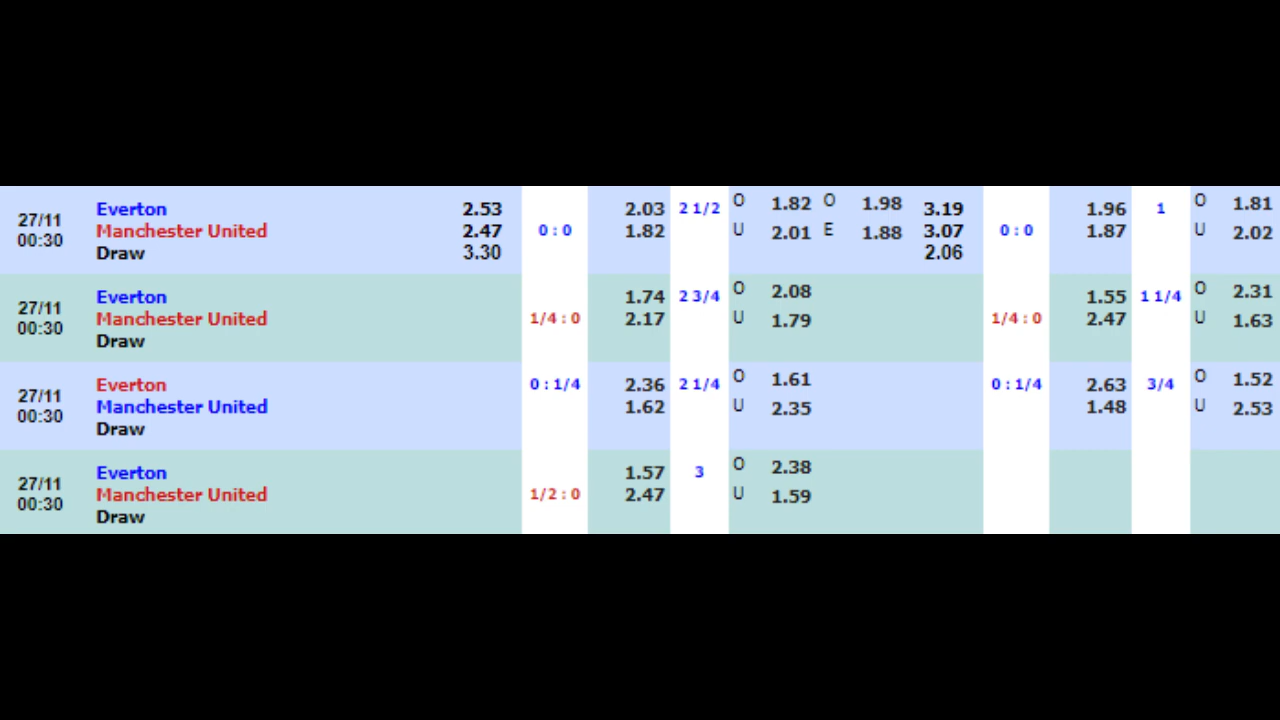 27/11 Everton 2.53 2.03 2 1/2 O 1.82 O 1.98 3.19 1.96 1 O 1.81
00:30 Manchester United 2.47 0 : 0 1.82 U 2.01 E 1.88 3.07 0 : 0 1.87 U 2.02
Draw 3.30 2.06
27/11 Everton 1.74 2 3/4 O 2.08 1.55 1 1/4 O 2.31
00:30 Manchester United 1/4 : 0 2.17 U 1.79 1/4 : 0 2.47 U 1.63
Draw
27/11 Everton 0 : 1/4 2.36 2 1/4 O 1.61 0 : 1/4 2.63 3/4 O 1.52
00:30 Manchester United 1.62 U 2.35 1.48 U 2.53
Draw
27/11 Everton 1.57 3 O 2.38
00:30 Manchester United 1/2 : 0 2.47 U 1.59
Draw